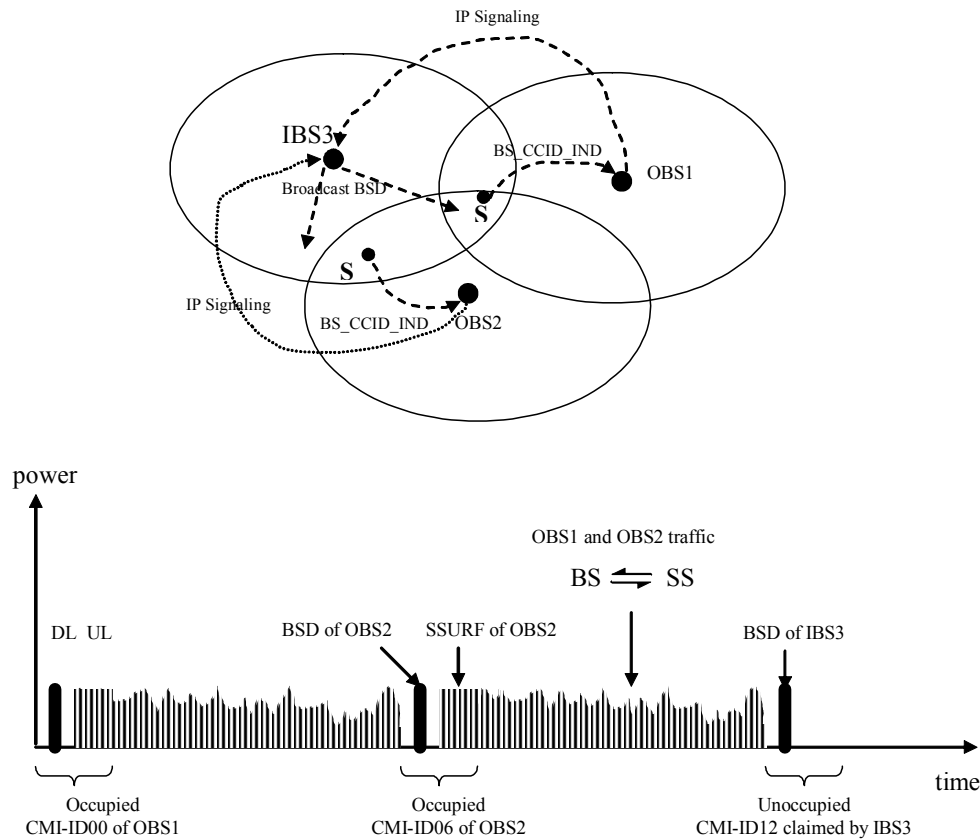 IP Signaling
IBS3
BS_CCID_IND
OBS1
Broadcast BSD
S
S
IP Signaling
BS_CCID_IND
OBS2
power
OBS1 and OBS2 traffic
BS SS
DL UL
BSD of OBS2
SSURF of OBS2
BSD of IBS3
time
Occupied
CMI-ID00 of OBS1
Occupied
CMI-ID06 of OBS2
Unoccupied
CMI-ID12 claimed by IBS3